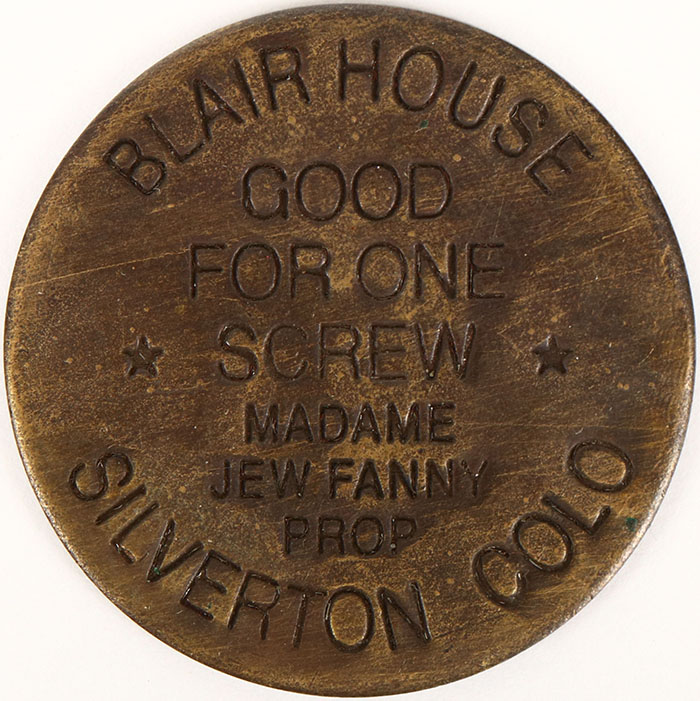 BLAIR HOUSE
GOOD
FOR ONE
SCREW
MADAME
JEW FANNY
PROP
SILVERTON COLO